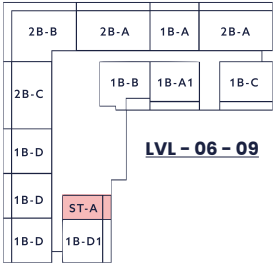 2B-B 2B-A 1B-A 2B-A
1B-B 1B-A1 1B-C
2B-C
LVL - 06 - 09
1B-D
1B-D
ST-A
1B-D 1B-D1